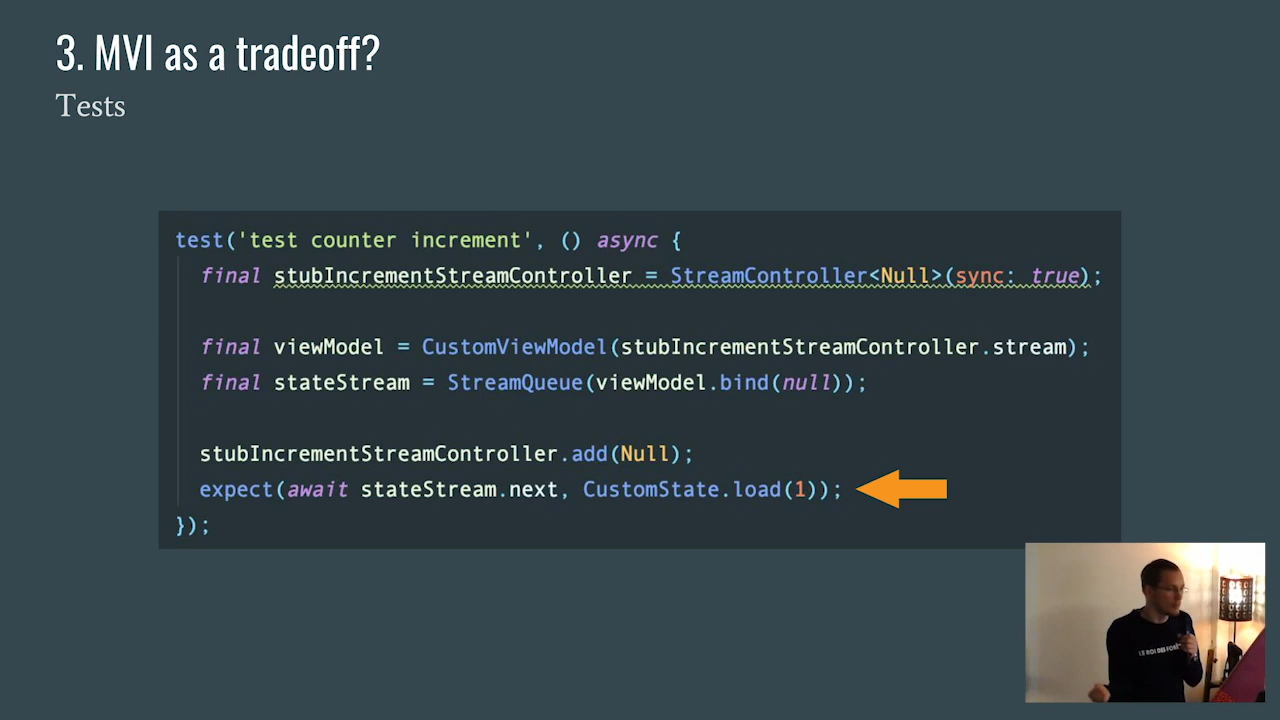 3. MVI as a tradeoff?
Tests
test('test counter increment', () async {
final stubIncrementStreamController = StreamController<Null>(sync: true);
final viewModel = CustomViewModel(stubIncrementStreamController.stream);
final stateStream = StreamQueue(viewModel.bind(null));
stubIncrementStreamController.add(Null);
expect(await stateStream.next, CustomState.load(1));
});